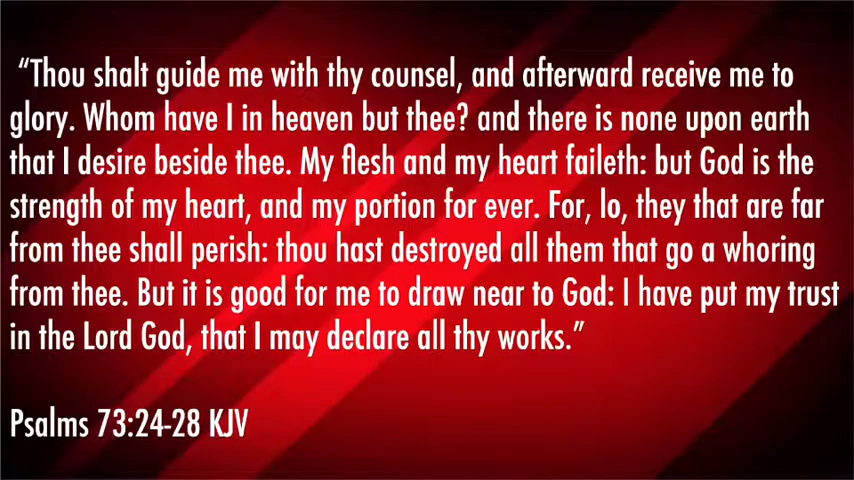 “Thou shalt guide me with thy counsel, and afterward receive me to
glory. Whom have I in heaven but thee? and there is none upon earth
that I desire beside thee. My flesh and my heart faileth: but God is the
strength of my heart, and my portion for ever. For, lo, they that are far
from thee shall perish: thou hast destroyed all them that go a whoring
from thee. But it is good for me to draw near to God: I have put my trust
in the Lord God, that I may declare all thy works.”
Psalms 73:24-28 KJV